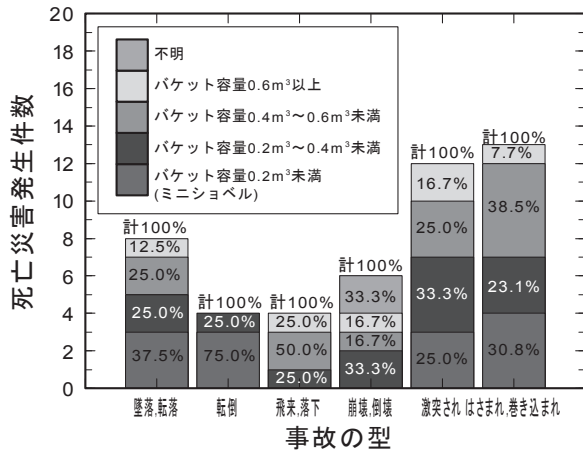 死亡災害発生件数
20
18
16
14
12
10
8
6
4
2
0
不明
バケット容量0.6m³以上
バケット容量0.4m³～0.6m³未満
バケット容量0.2m³～0.4m³未満
バケット容量0.2m³未満
(ミニショベル)
計100%
12.5%
25.0%
25.0%
37.5%
計100%
25.0%
75.0%
計100%
25.0%
50.0%
25.0%
計100%
33.3%
16.7%
16.7%
33.3%
計100%
16.7%
25.0%
33.3%
25.0%
計100%
7.7%
38.5%
23.1%
30.8%
墜落,転落 転倒 飛来,落下 崩壊,倒壊 激突され はさまれ,巻き込まれ
事故の型